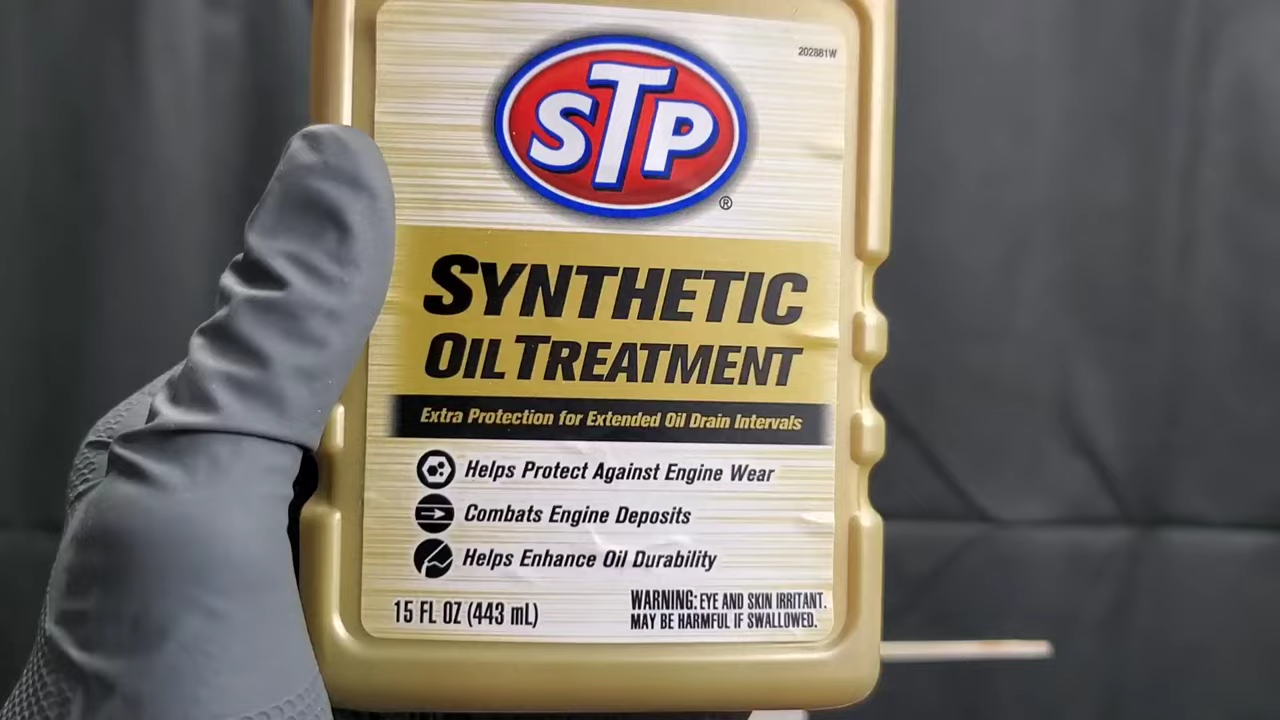 202881W
STP
®
SYNTHETIC
OIL TREATMENT
Extra Protection for Extended Oil Drain Intervals
Helps Protect Against Engine Wear
Combats Engine Deposits
Helps Enhance Oil Durability
15 FL OZ (443 mL)
WARNING: EYE AND SKIN IRRITANT.
MAY BE HARMFUL IF SWALLOWED.